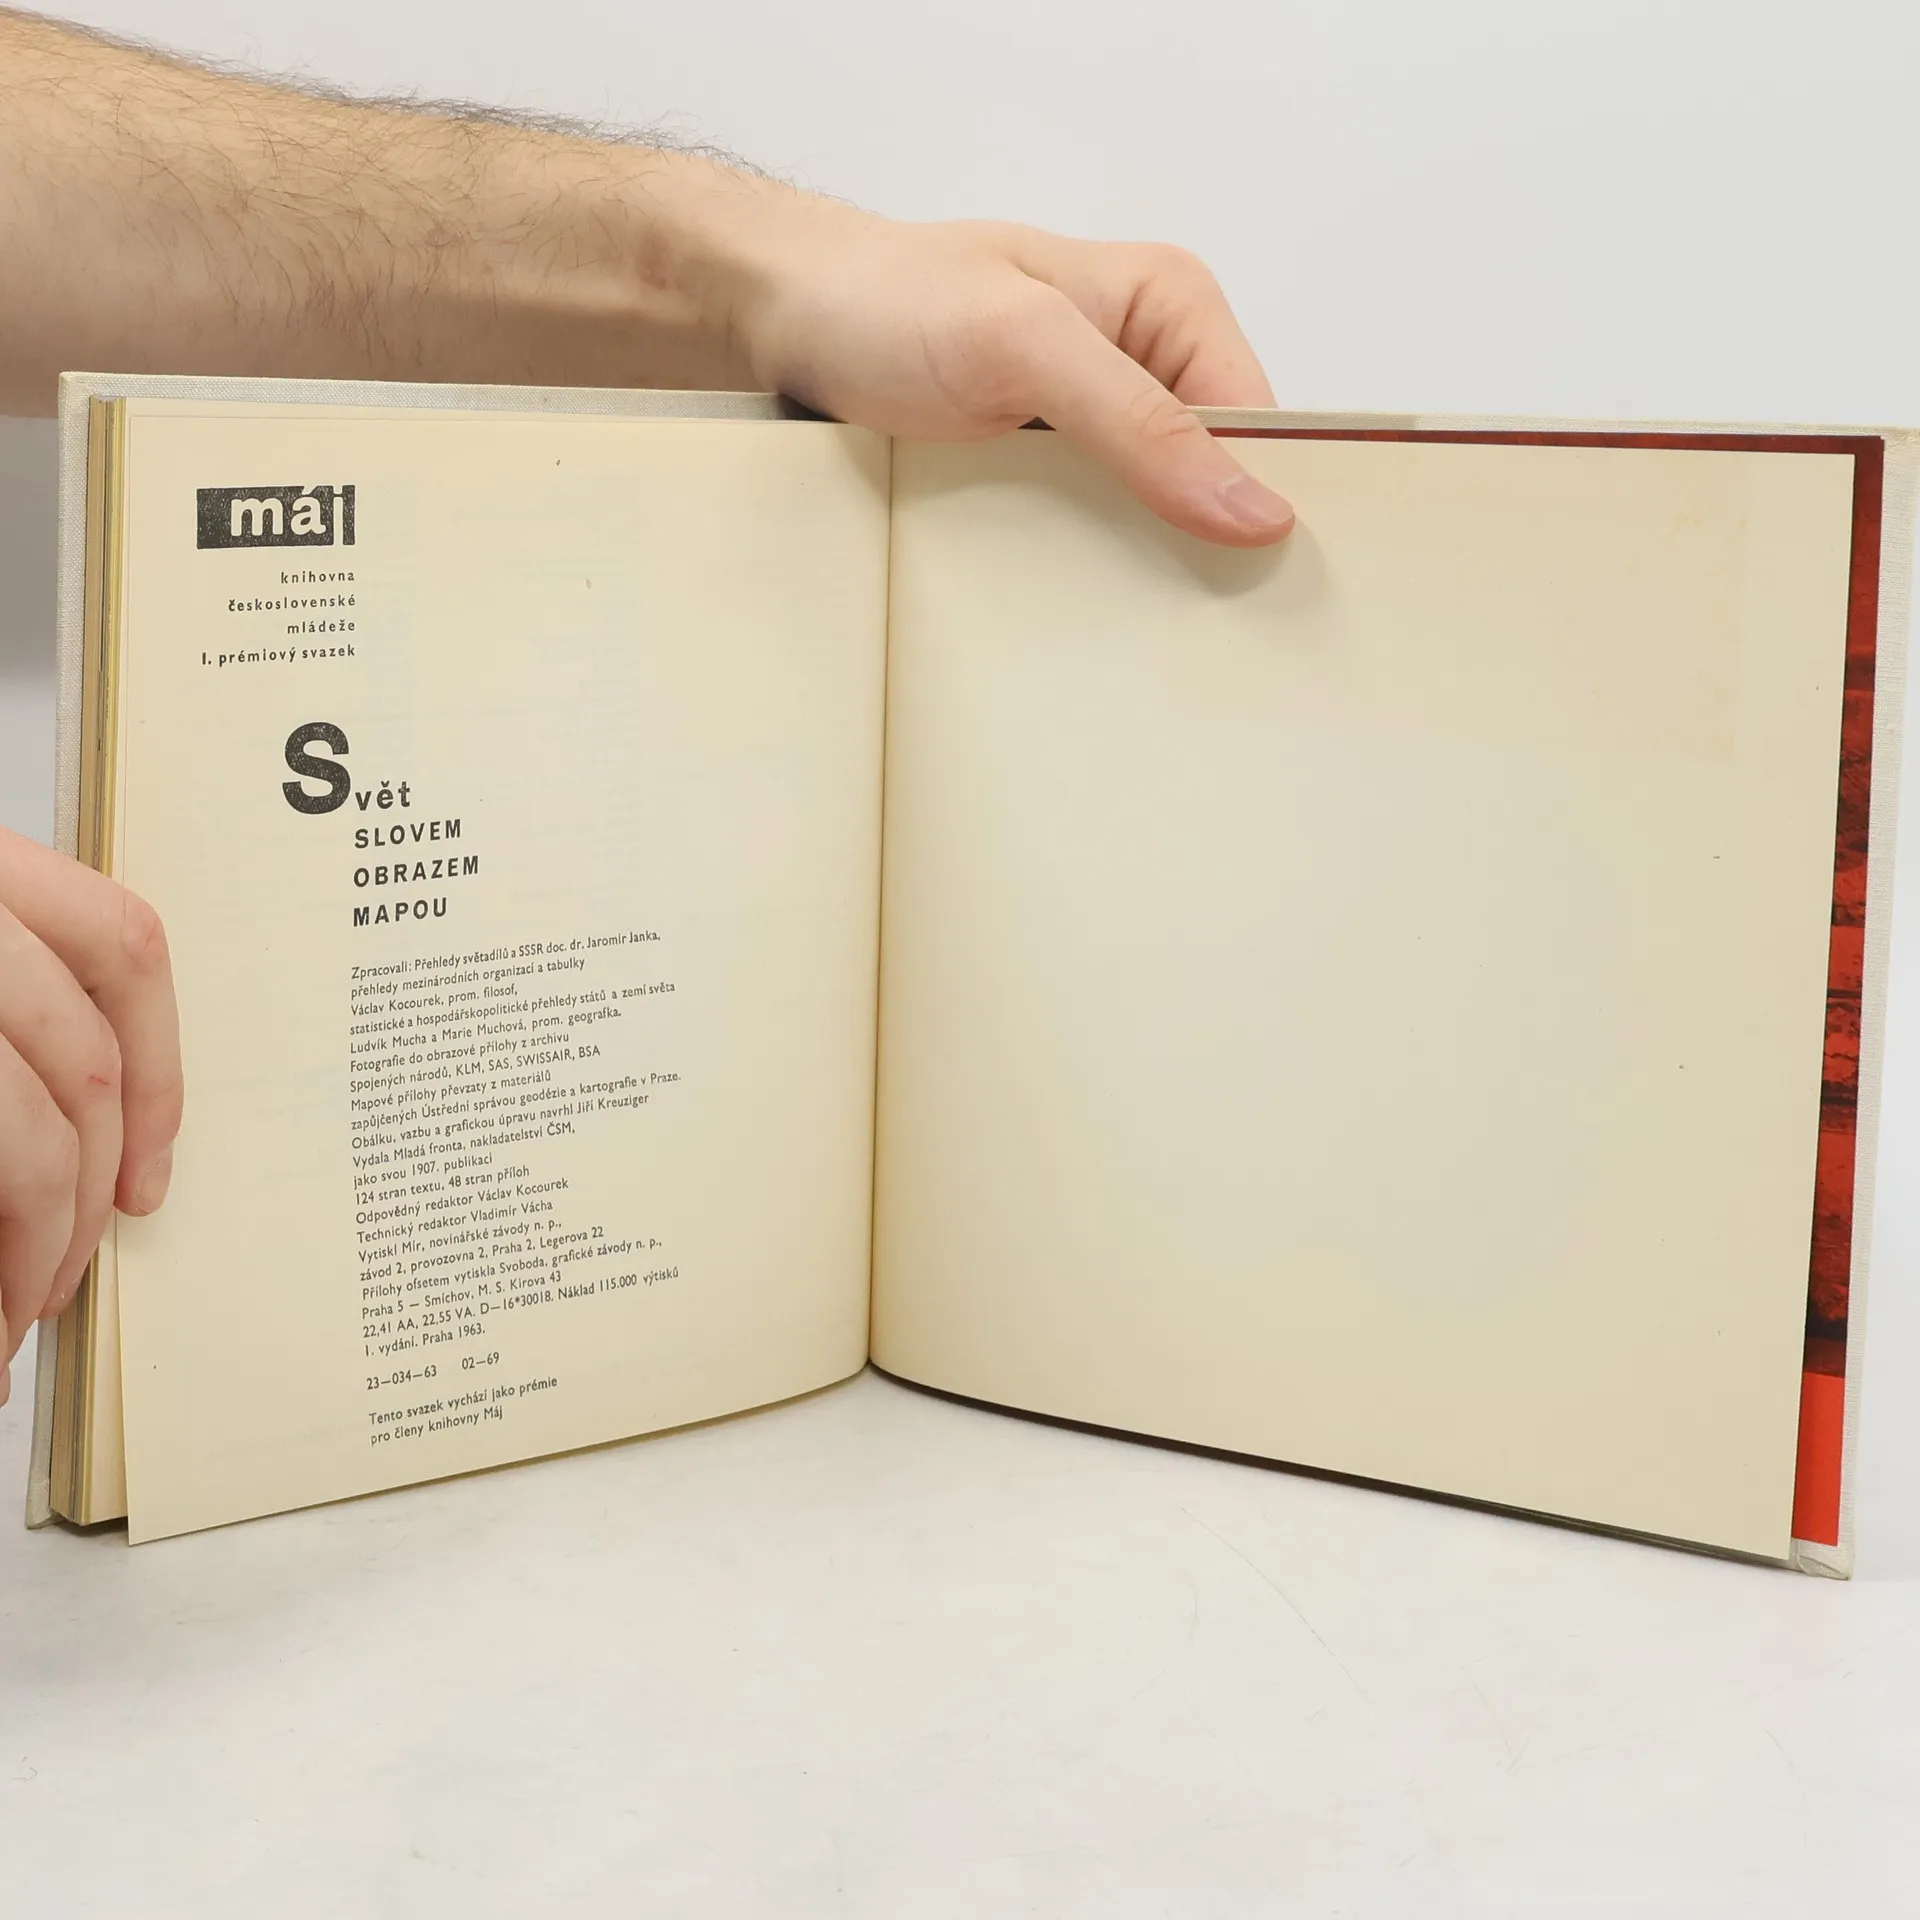 máj
knihovna
československé
mládeže
I. prémiový svazek
Svět
SLOVEM
OBRAZEM
MAPOU
Zpracovali: Přehledy světadílů a SSSR doc. dr. Jaromír Janka,
přehledy mezinárodních organizací a tabulky
Václav Kocourek, prom. filosof,
statistické a hospodářskopolitické přehledy států a zemí světa
Ludvík Mucha a Marie Muchová, prom. geografka.
Fotografie do obrazové přílohy z archivu
Spojených národů, KLM, SAS, SWISSAIR, BSA
Mapové přílohy převzaty z materiálů
zapůjčených Ústřední správou geodézie a kartografie v Praze.
Obálku, vazbu a grafickou úpravu navrhl Jiří Kreuziger
Vydala Mladá fronta, nakladatelství ČSM,
jako svou 1907. publikaci
124 stran textu, 48 stran příloh
Odpovědný redaktor Václav Kocourek
Technický redaktor Vladimír Vácha
Vytiskl Mír, novinářské závody n. p.,
závod 2, provozovna 2, Praha 2, Legerova 22
Přílohy ofsetem vytiskla Svoboda, grafické závody n. p.,
Praha 5 — Smíchov, M. S. Kirova 43
22,41 AA, 22,55 VA. D—16*30018. Náklad 115.000 výtisků
1. vydání. Praha 1963.
23—034—63 02—69
Tento svazek vychází jako prémie
pro členy knihovny Máj